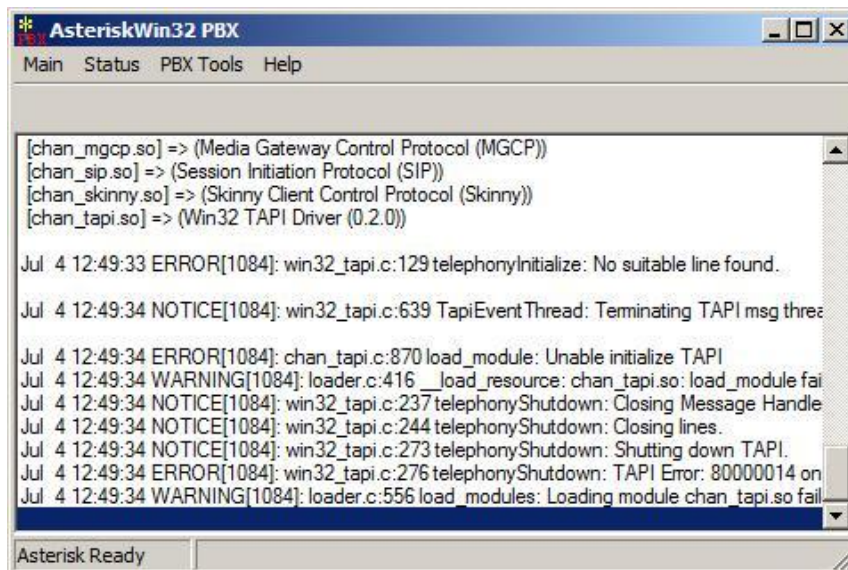 AsteriskWin32 PBX
Main Status PBX Tools Help
[chan_mgcp.so] => (Media Gateway Control Protocol (MGCP))
[chan_sip.so] => (Session Initiation Protocol (SIP))
[chan_skinny.so] => (Skinny Client Control Protocol (Skinny))
[chan_tapi.so] => (Win32 TAPI Driver (0.2.0))
Jul 4 12:49:33 ERROR[1084]: win32_tapi.c:129 telephonyInitialize: No suitable line found.
Jul 4 12:49:34 NOTICE[1084]: win32_tapi.c:639 TapiEventThread: Terminating TAPI msg threa
Jul 4 12:49:34 ERROR[1084]: chan_tapi.c:870 load_module: Unable initialize TAPI
Jul 4 12:49:34 WARNING[1084]: loader.c:416 __load_resource: chan_tapi.so: load_module fai
Jul 4 12:49:34 NOTICE[1084]: win32_tapi.c:237 telephonyShutdown: Closing Message Handle
Jul 4 12:49:34 NOTICE[1084]: win32_tapi.c:244 telephonyShutdown: Closing lines.
Jul 4 12:49:34 NOTICE[1084]: win32_tapi.c:273 telephonyShutdown: Shutting down TAPI.
Jul 4 12:49:34 ERROR[1084]: win32_tapi.c:276 telephonyShutdown: TAPI Error: 80000014 on
Jul 4 12:49:34 WARNING[1084]: loader.c:556 load_modules: Loading module chan_tapi.so fail
Asterisk Ready